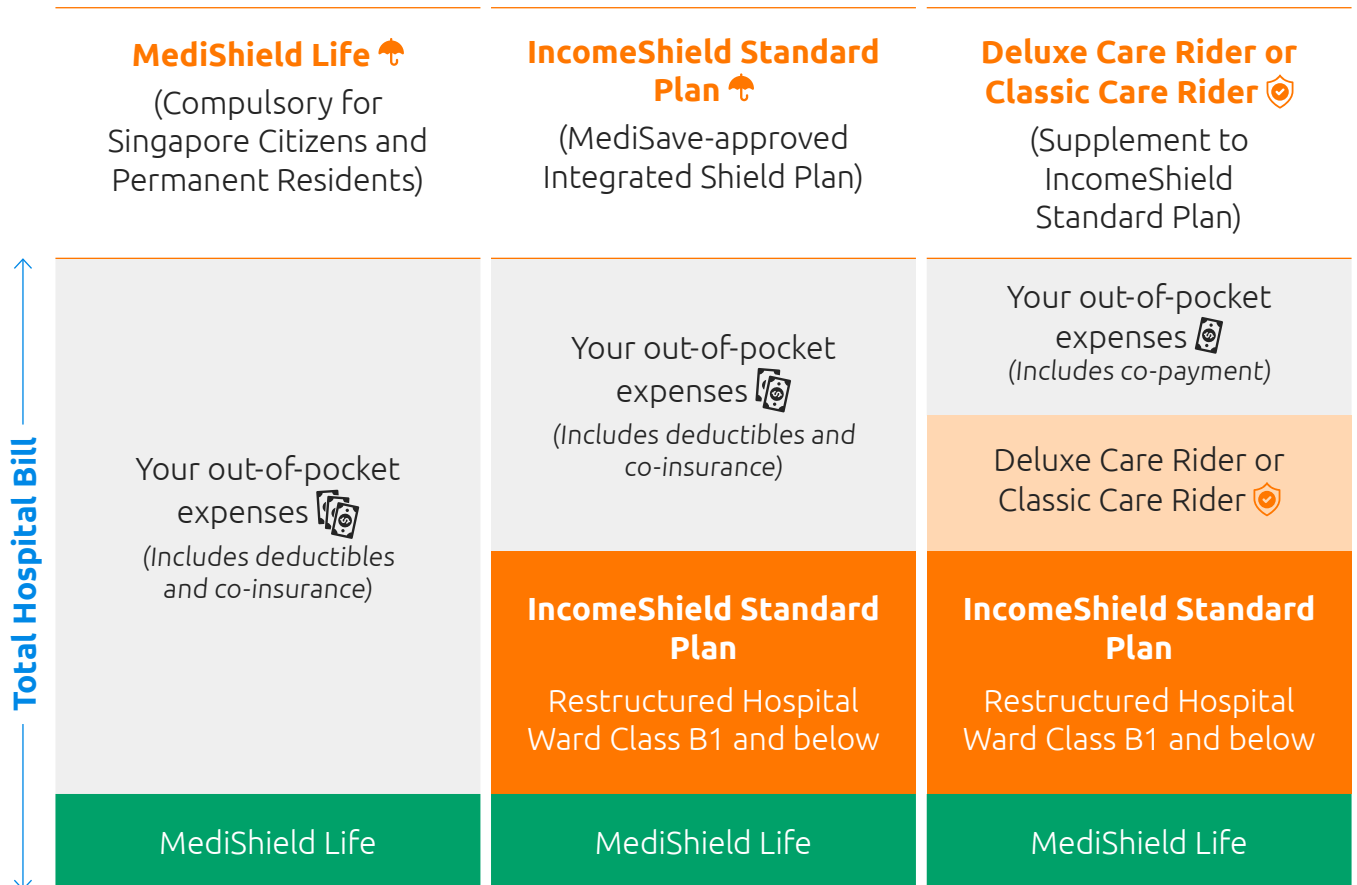 MediShield Life
(Compulsory for
Singapore Citizens and
Permanent Residents)
IncomeShield Standard
Plan
(MediSave-approved
Integrated Shield Plan)
Deluxe Care Rider or
Classic Care Rider
(Supplement to
IncomeShield
Standard Plan)
Total Hospital Bill
Your out-of-pocket
expenses
(Includes deductibles
and co-insurance)
MediShield Life
Your out-of-pocket
expenses
(Includes deductibles and
co-insurance)
IncomeShield Standard
Plan
Restructured Hospital
Ward Class B1 and below
MediShield Life
Your out-of-pocket
expenses
(Includes co-payment)
Deluxe Care Rider or
Classic Care Rider
IncomeShield Standard
Plan
Restructured Hospital
Ward Class B1 and below
MediShield Life